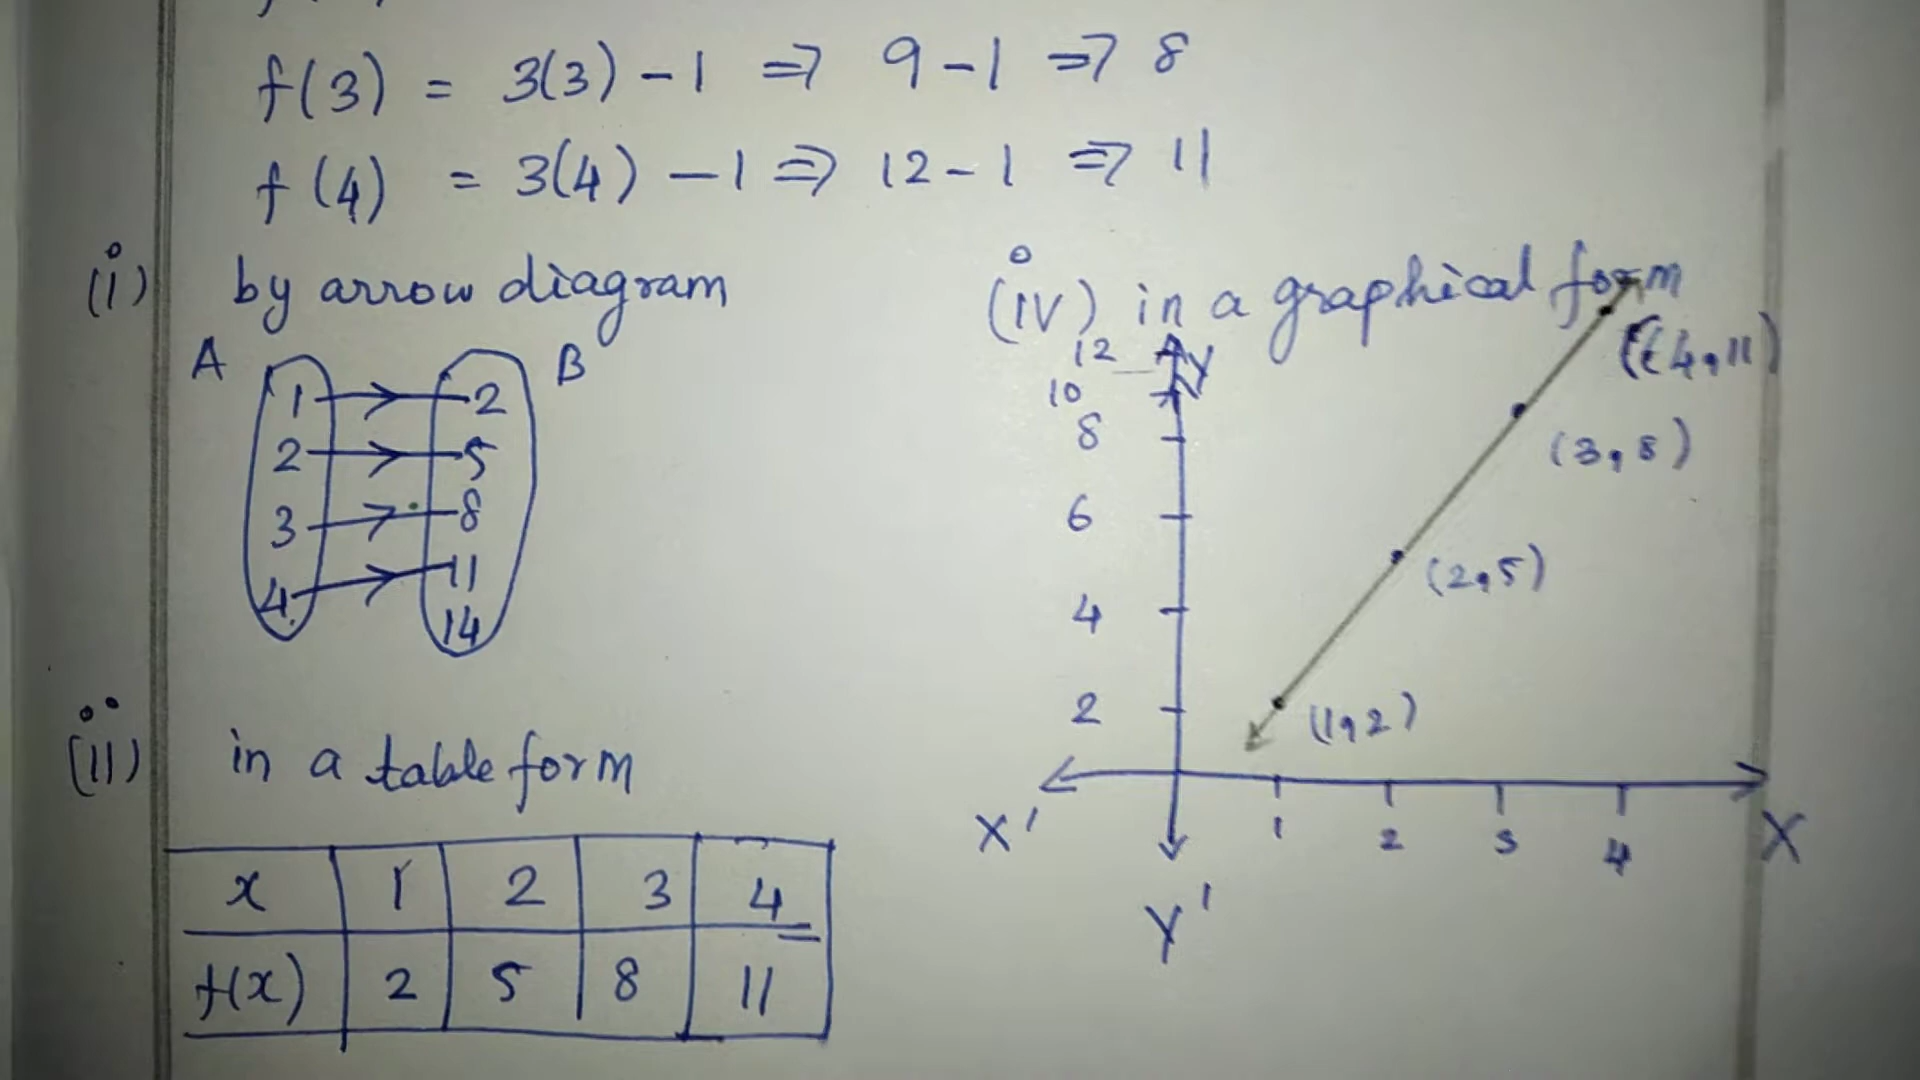 f(3) = 3(3) - 1 => 9 - 1 => 8
f(4) = 3(4) - 1 => 12 - 1 => 11
(i) by arrow diagram
A B
1 2
2 5
3 8
4 11
14
(ii) in a table form
x 1 2 3 4
f(x) 2 5 8 11
(iv) in a graphical form
12 Y
10
8
6
4
2
(4,11)
(3,8)
(2,5)
(1,2)
X' 1 2 3 4 X
Y'